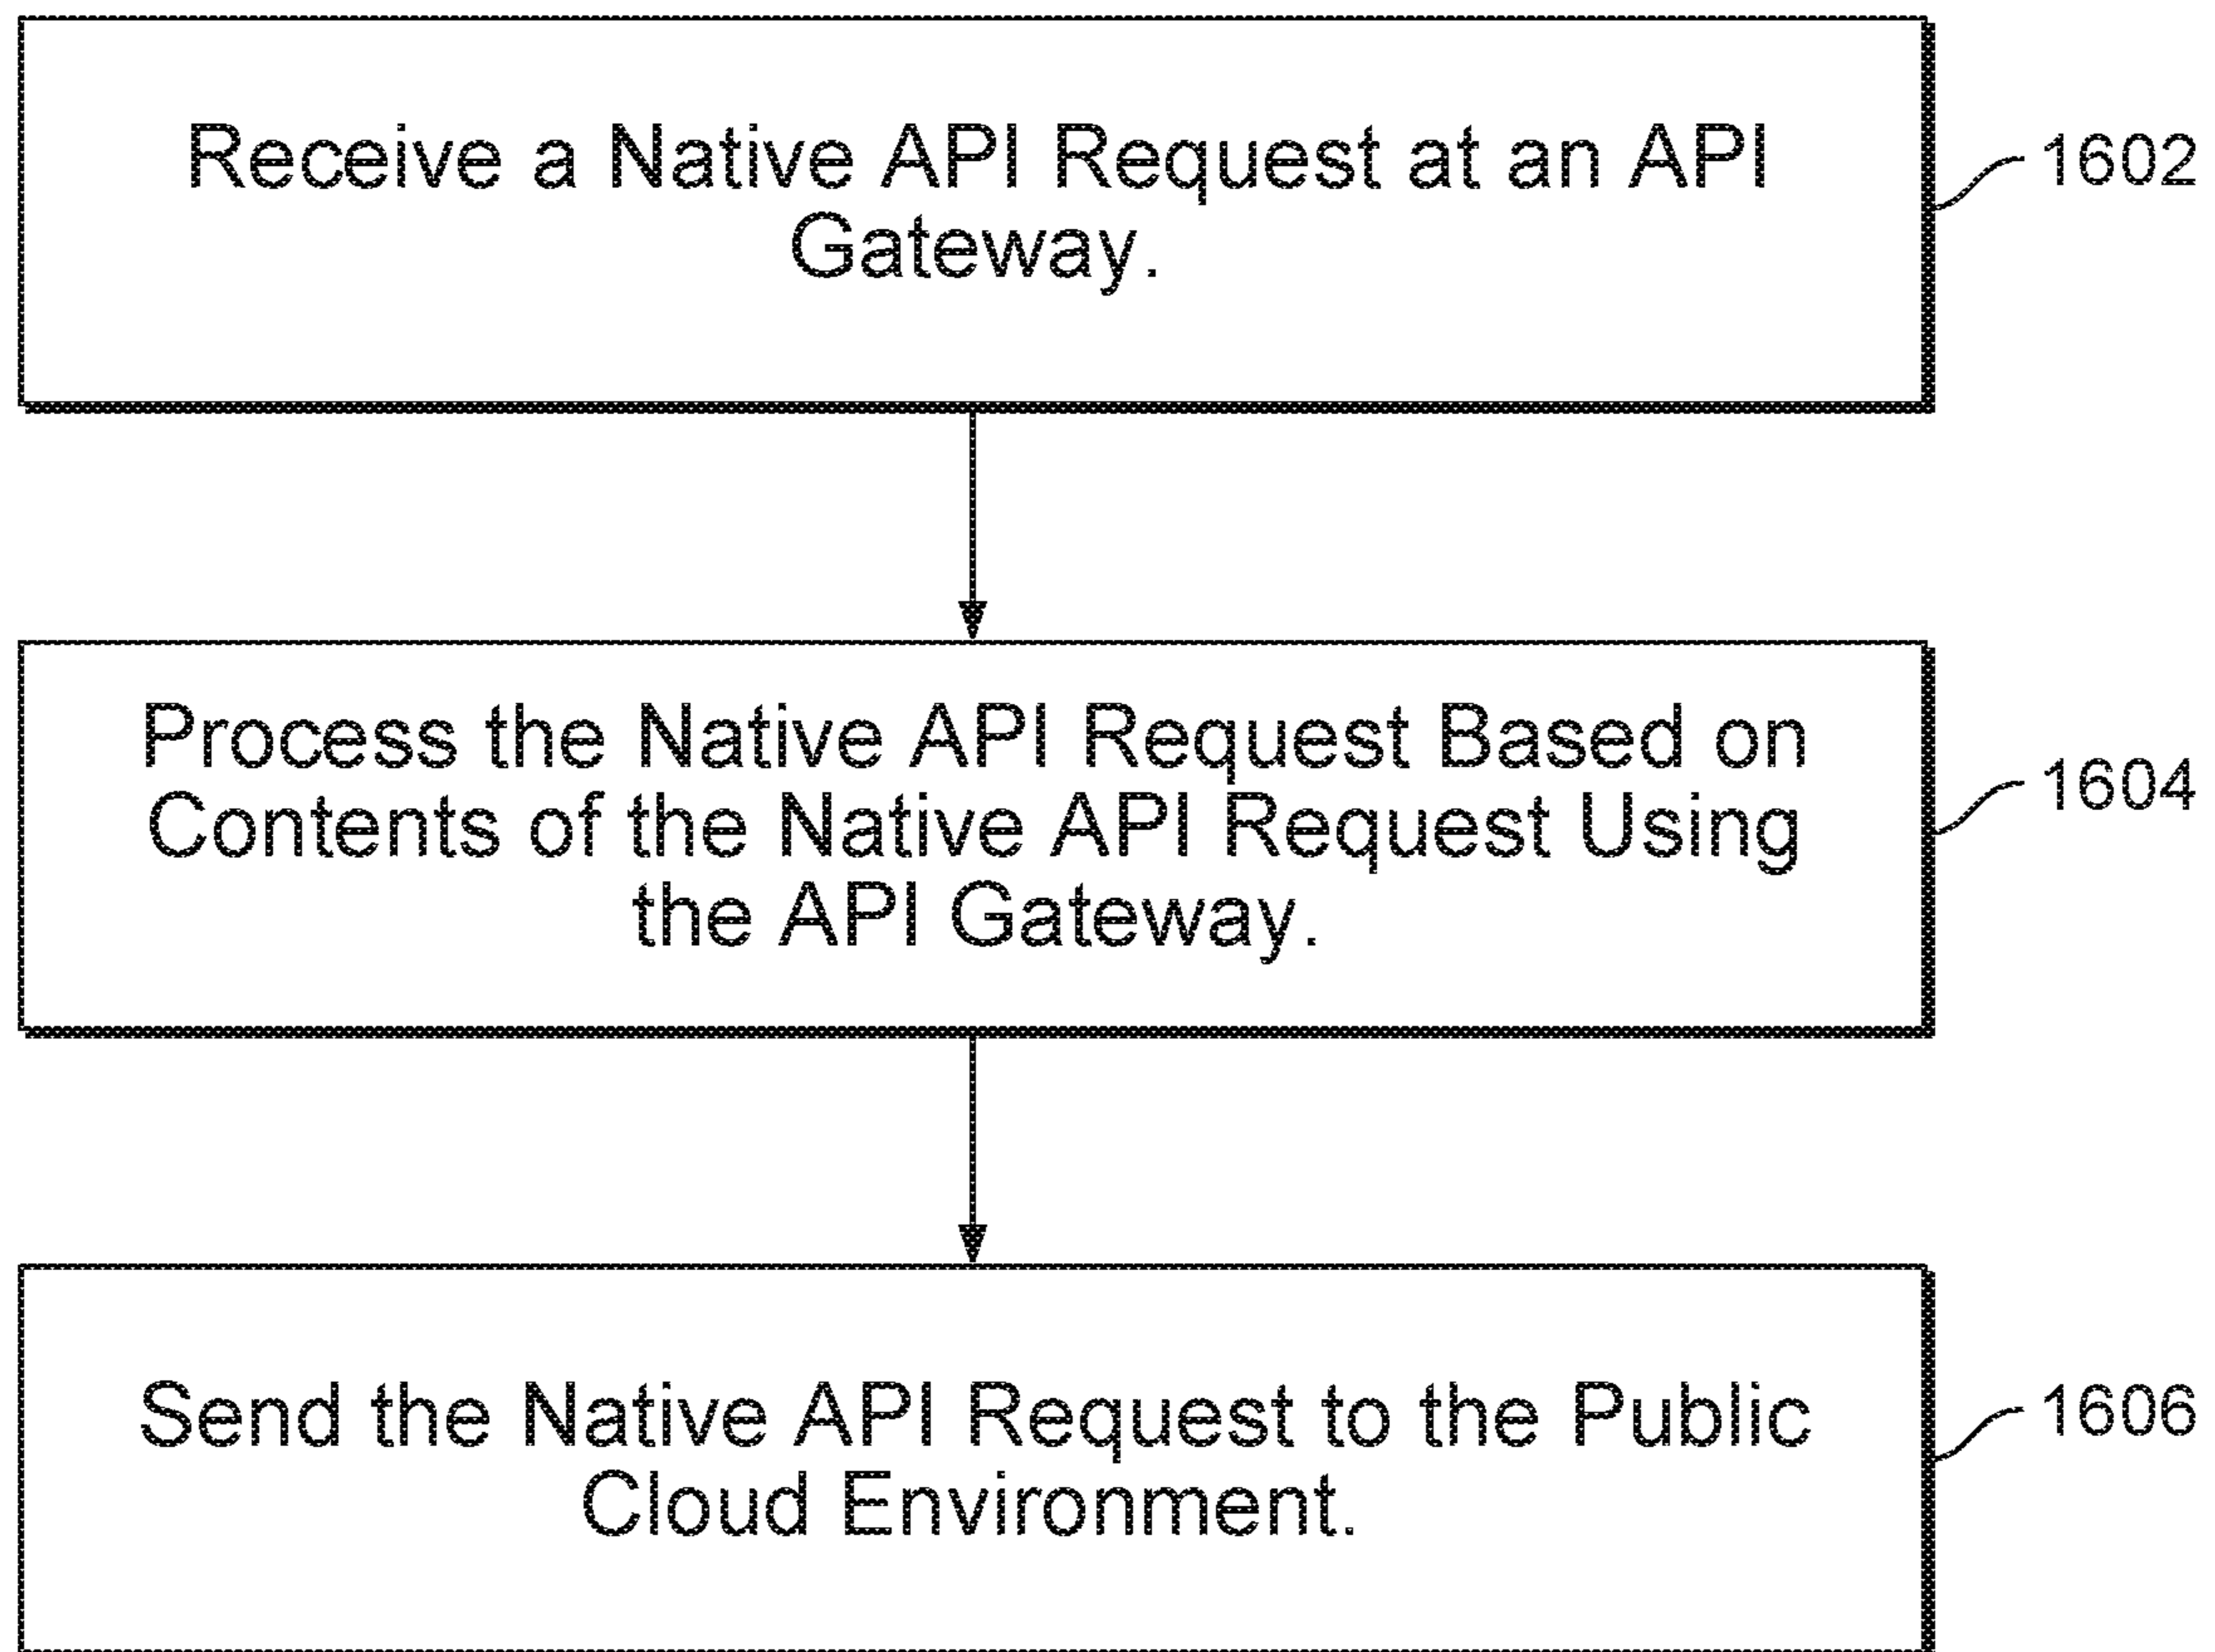 Receive a Native API Request at an API
Gateway.
1602
Process the Native API Request Based on
Contents of the Native API Request Using
the API Gateway.
1604
Send the Native API Request to the Public
Cloud Environment.
1606